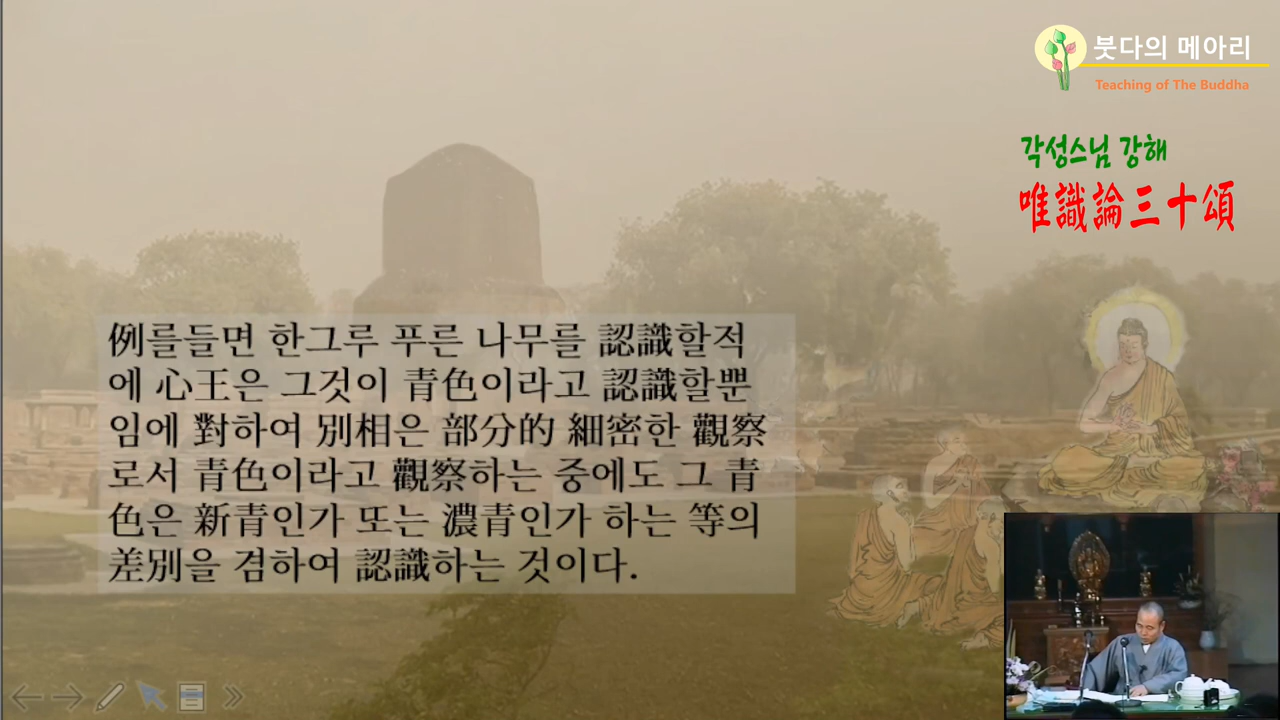 붓다의 메아리
Teaching of The Buddha
각성스님 강해
唯識論三十頌
例를들면 한그루 푸른 나무를 認識할적
에 心王은 그것이 青色이라고 認識할뿐
임에 對하여 別相은 部分的 細密한 觀察
로서 青色이라고 觀察하는 중에도 그 青
色은 新青인가 또는 濃青인가 하는 等의
差別을 겸하여 認識하는 것이다.